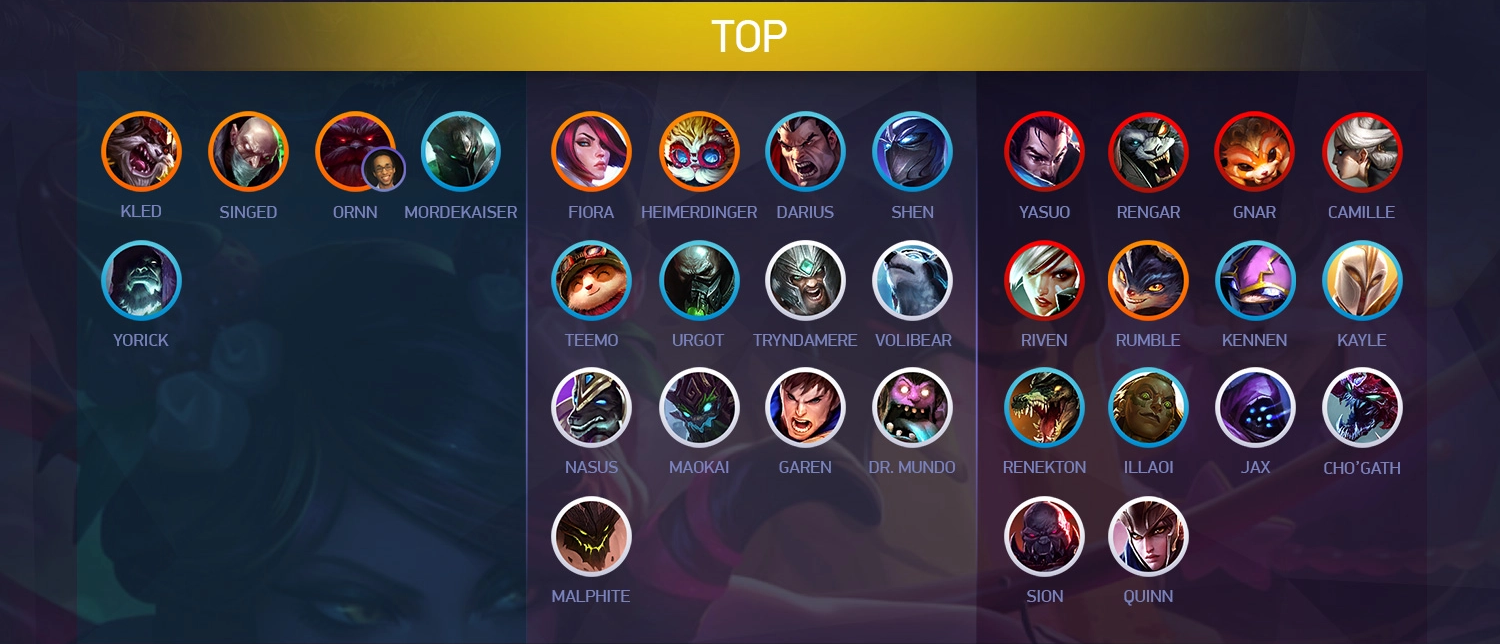 TOP
KLED SINGED ORNN MORDEKAISER
YORICK
FIORA HEIMERDINGER DARIUS SHEN
TEEMO URGOT TRYNDAMERE VOLIBEAR
NASUS MAOKAI GAREN DR. MUNDO
MALPHITE
YASUO RENGAR GNAR CAMILLE
RIVEN RUMBLE KENNEN KAYLE
RENEKTON ILLAOI JAX CHO'GATH
SION QUINN